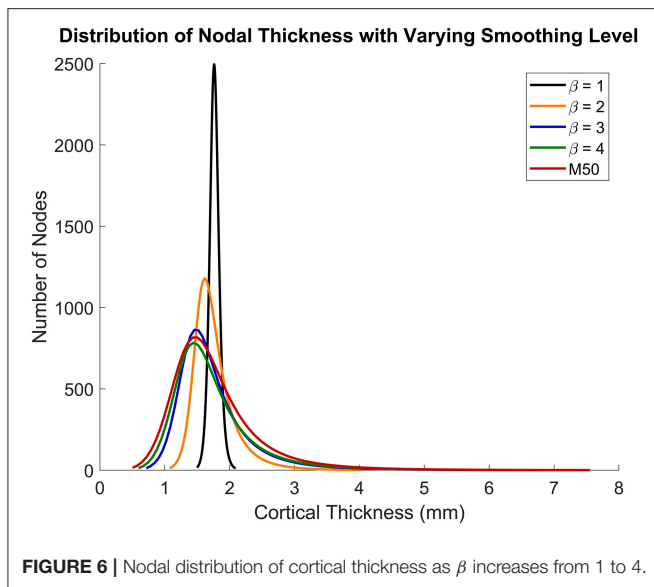 Distribution of Nodal Thickness with Varying Smoothing Level
2500
2000
1500
1000
500
0
Number of Nodes
β = 1
β = 2
β = 3
β = 4
M50
0 1 2 3 4 5 6 7 8
Cortical Thickness (mm)
FIGURE 6 | Nodal distribution of cortical thickness as β increases from 1 to 4.